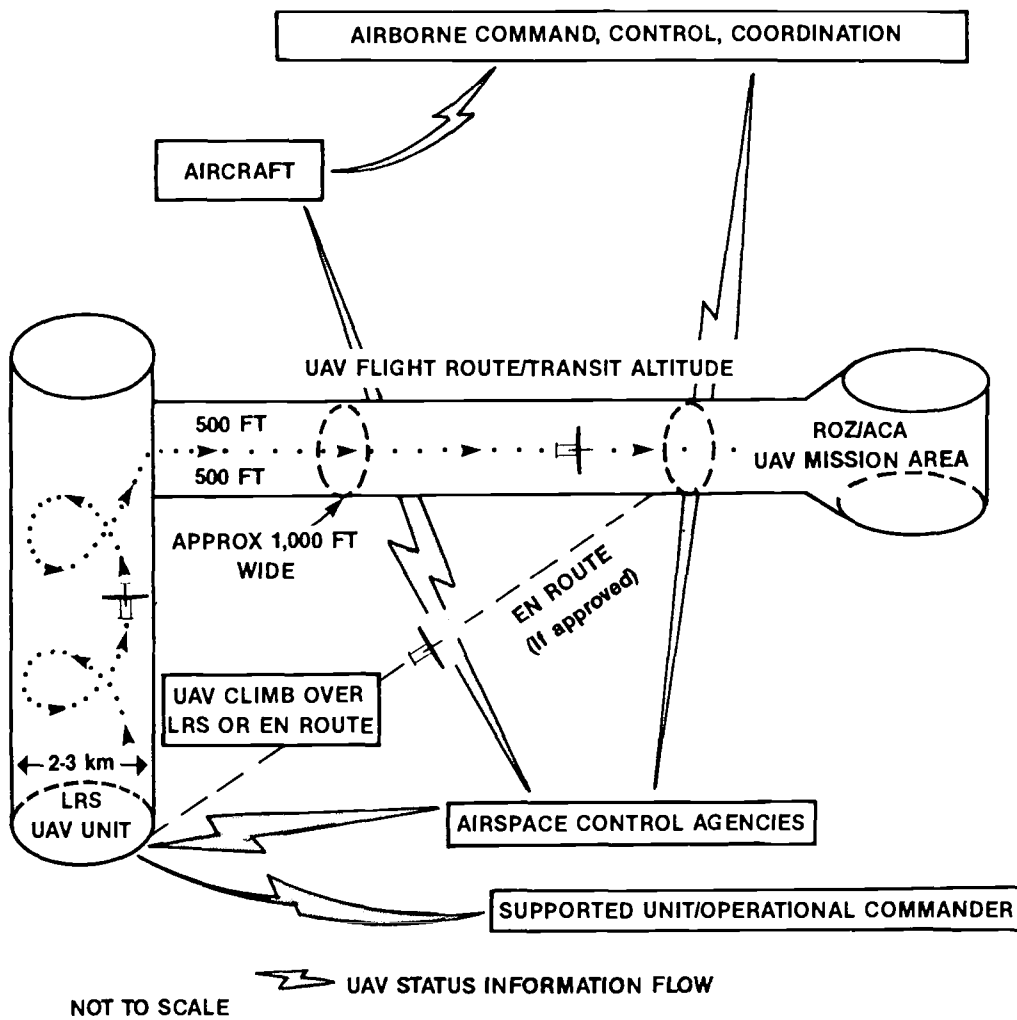 AIRBORNE COMMAND, CONTROL, COORDINATION
AIRCRAFT
UAV FLIGHT ROUTE/TRANSIT ALTITUDE
500 FT
500 FT
ROZ/ACA
UAV MISSION AREA
APPROX 1,000 FT
WIDE
EN ROUTE
(If approved)
UAV CLIMB OVER
LRS OR EN ROUTE
2-3 km
LRS
UAV UNIT
AIRSPACE CONTROL AGENCIES
SUPPORTED UNIT/OPERATIONAL COMMANDER
UAV STATUS INFORMATION FLOW
NOT TO SCALE